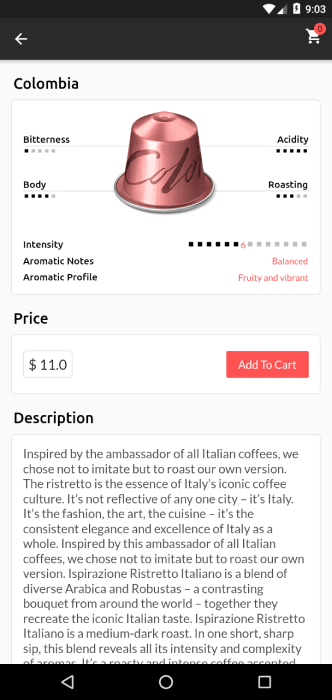 9:03
0
Colombia
Color
Bitterness
Acidity
Body
Roasting
Intensity 6
Aromatic Notes Balanced
Aromatic Profile Fruity and vibrant
Price
$ 11.0 Add To Cart
Description
Inspired by the ambassador of all Italian coffees, we
chose not to imitate but to roast our own version.
The ristretto is the essence of Italy's iconic coffee
culture. It's not reflective of any one city – it's Italy.
It's the fashion, the art, the cuisine – it's the
consistent elegance and excellence of Italy as a
whole. Inspired by this ambassador of all Italian
coffees, we chose not to imitate but to roast our own
version. Ispirazione Ristretto Italiano is a blend of
diverse Arabica and Robustas – a contrasting
bouquet from around the world – together they
recreate the iconic Italian taste. Ispirazione Ristretto
Italiano is a medium-dark roast. In one short, sharp
sip, this blend reveals all its intensity and complexity
of aromas. It's a roasty and intense coffee accented